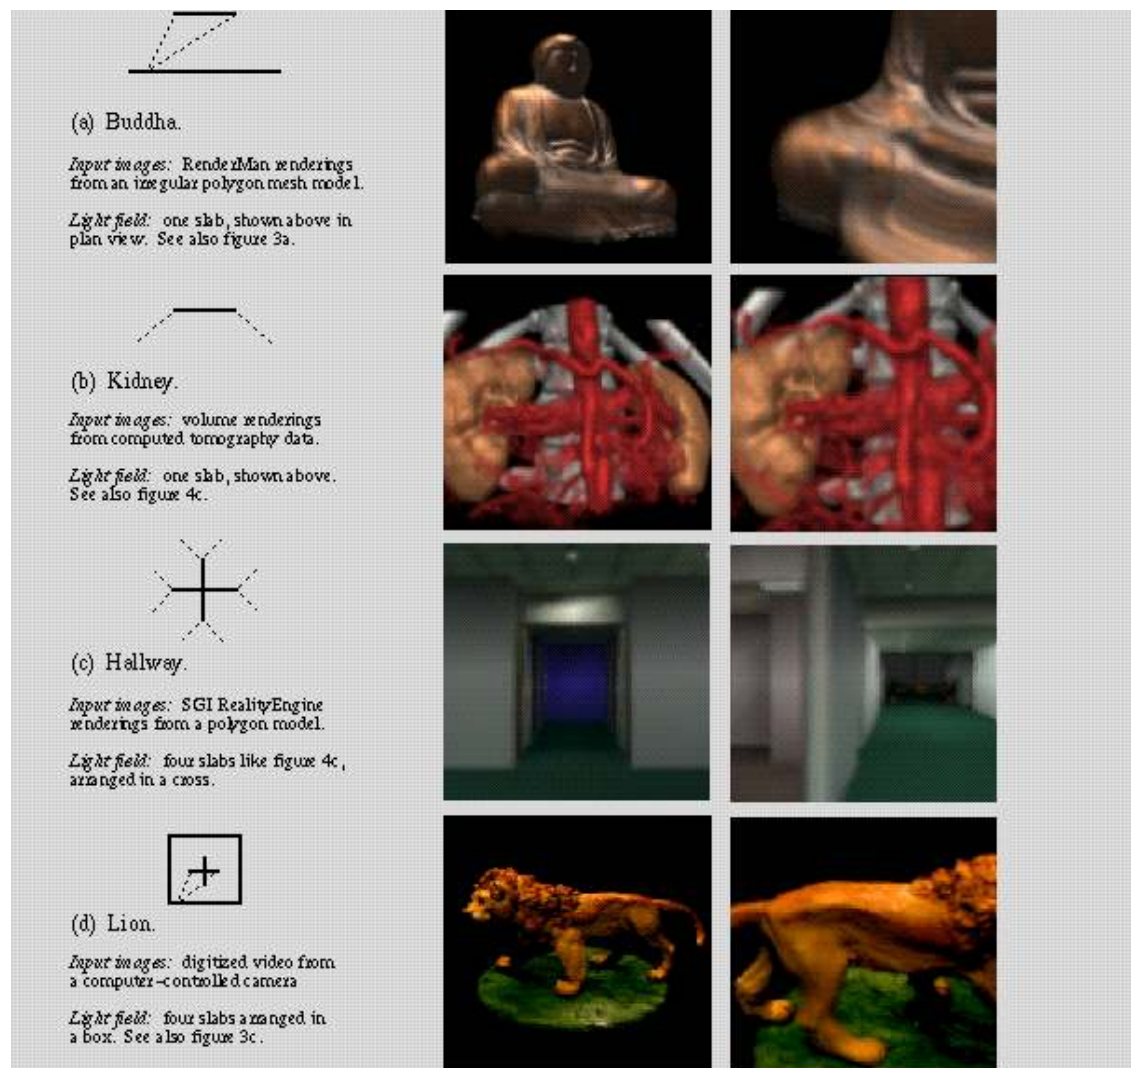 (a) Buddha.
Input images: RenderMan renderings
from an irregular polygon mesh model.
Light field: one slab, shown above in
plan view. See also figure 3a.
(b) Kidney.
Input images: volume renderings
from computed tomography data.
Light field: one slab, shown above.
See also figure 4c.
(c) Hallway.
Input images: SGI RealityEngine
renderings from a polygon model.
Light field: four slabs like figure 4c,
arranged in a cross.
(d) Lion.
Input images: digitized video from
a computer-controlled camera
Light field: four slabs arranged in
a box. See also figure 3c.